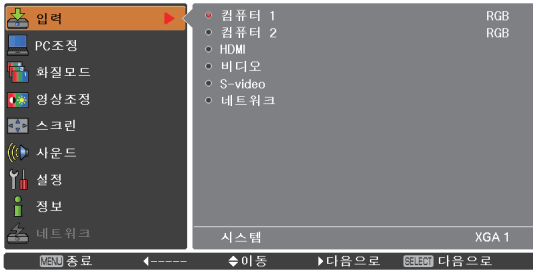 입력
PC조정
화질모드
영상조정
스크린
사운드
설정
정보
네트워크
컴퓨터 1 RGB
컴퓨터 2 RGB
HDMI
비디오
S-video
네트워크
시스템 XGA 1
MENU 종료 ----- 이동 다음으로 SELECT 다음으로